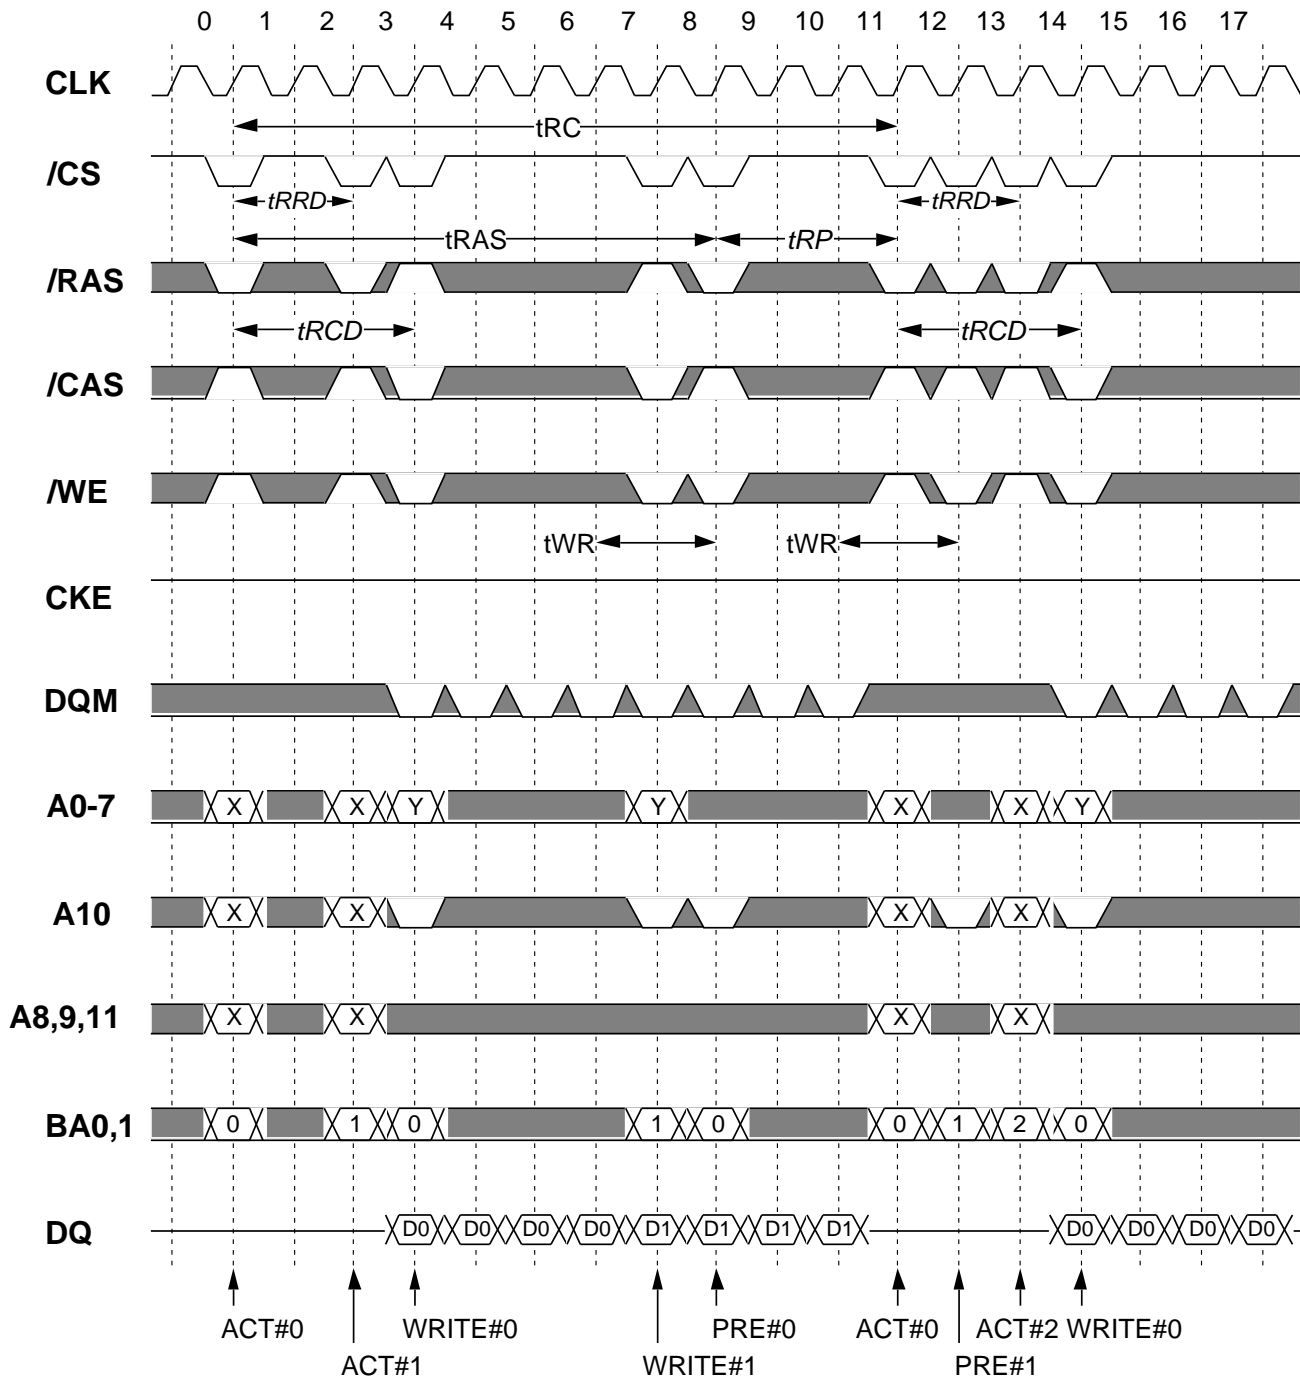 0 1 2 3 4 5 6 7 8 9 10 11 12 13 14 15 16 17
CLK
tRC
/CS
tRRD tRRD
tRAS tRP
/RAS
tRCD tRCD
/CAS
/WE
tWR tWR
CKE
DQM
A0-7 X X Y Y X X Y
A10 X X X X
A8,9,11 X X X X
BA0,1 0 1 0 1 0 0 1 2 0
DQ D0 D0 D0 D0 D1 D1 D1 D1 D0 D0 D0 D0
ACT#0 WRITE#0 PRE#0 ACT#0 ACT#2 WRITE#0
ACT#1 WRITE#1 PRE#1